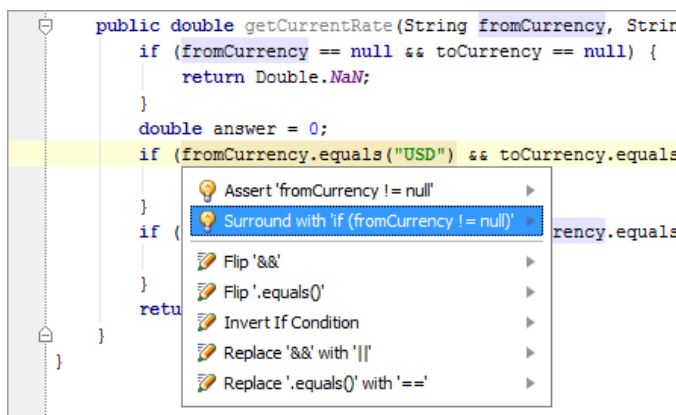 public double getCurrentRate(String fromCurrency, Strin
if (fromCurrency == null && toCurrency == null) {
return Double.NaN;
}
double answer = 0;
if (fromCurrency.equals("USD") && toCurrency.equals
Assert 'fromCurrency != null'
}
Surround with 'if (fromCurrency != null)'
if ( rency.equals
Flip '&&'
}
Flip '.equals()'
retu
Invert If Condition
}
Replace '&&' with '||'
}
Replace '.equals()' with '=='